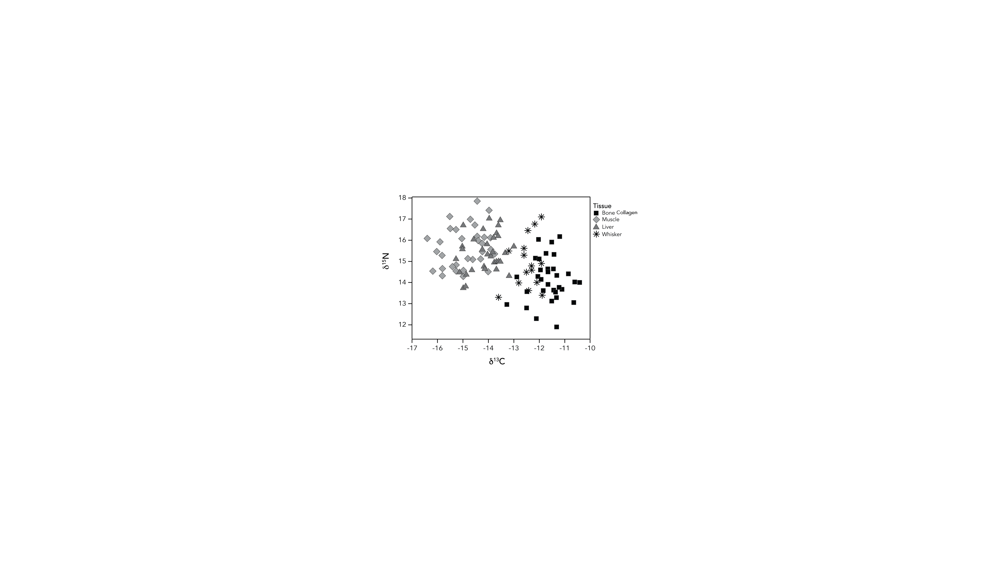 18
17
16
15
14
13
12
δ¹⁵N
-17 -16 -15 -14 -13 -12 -11 -10
δ¹³C
Tissue
Bone Collagen
Muscle
Liver
Whisker